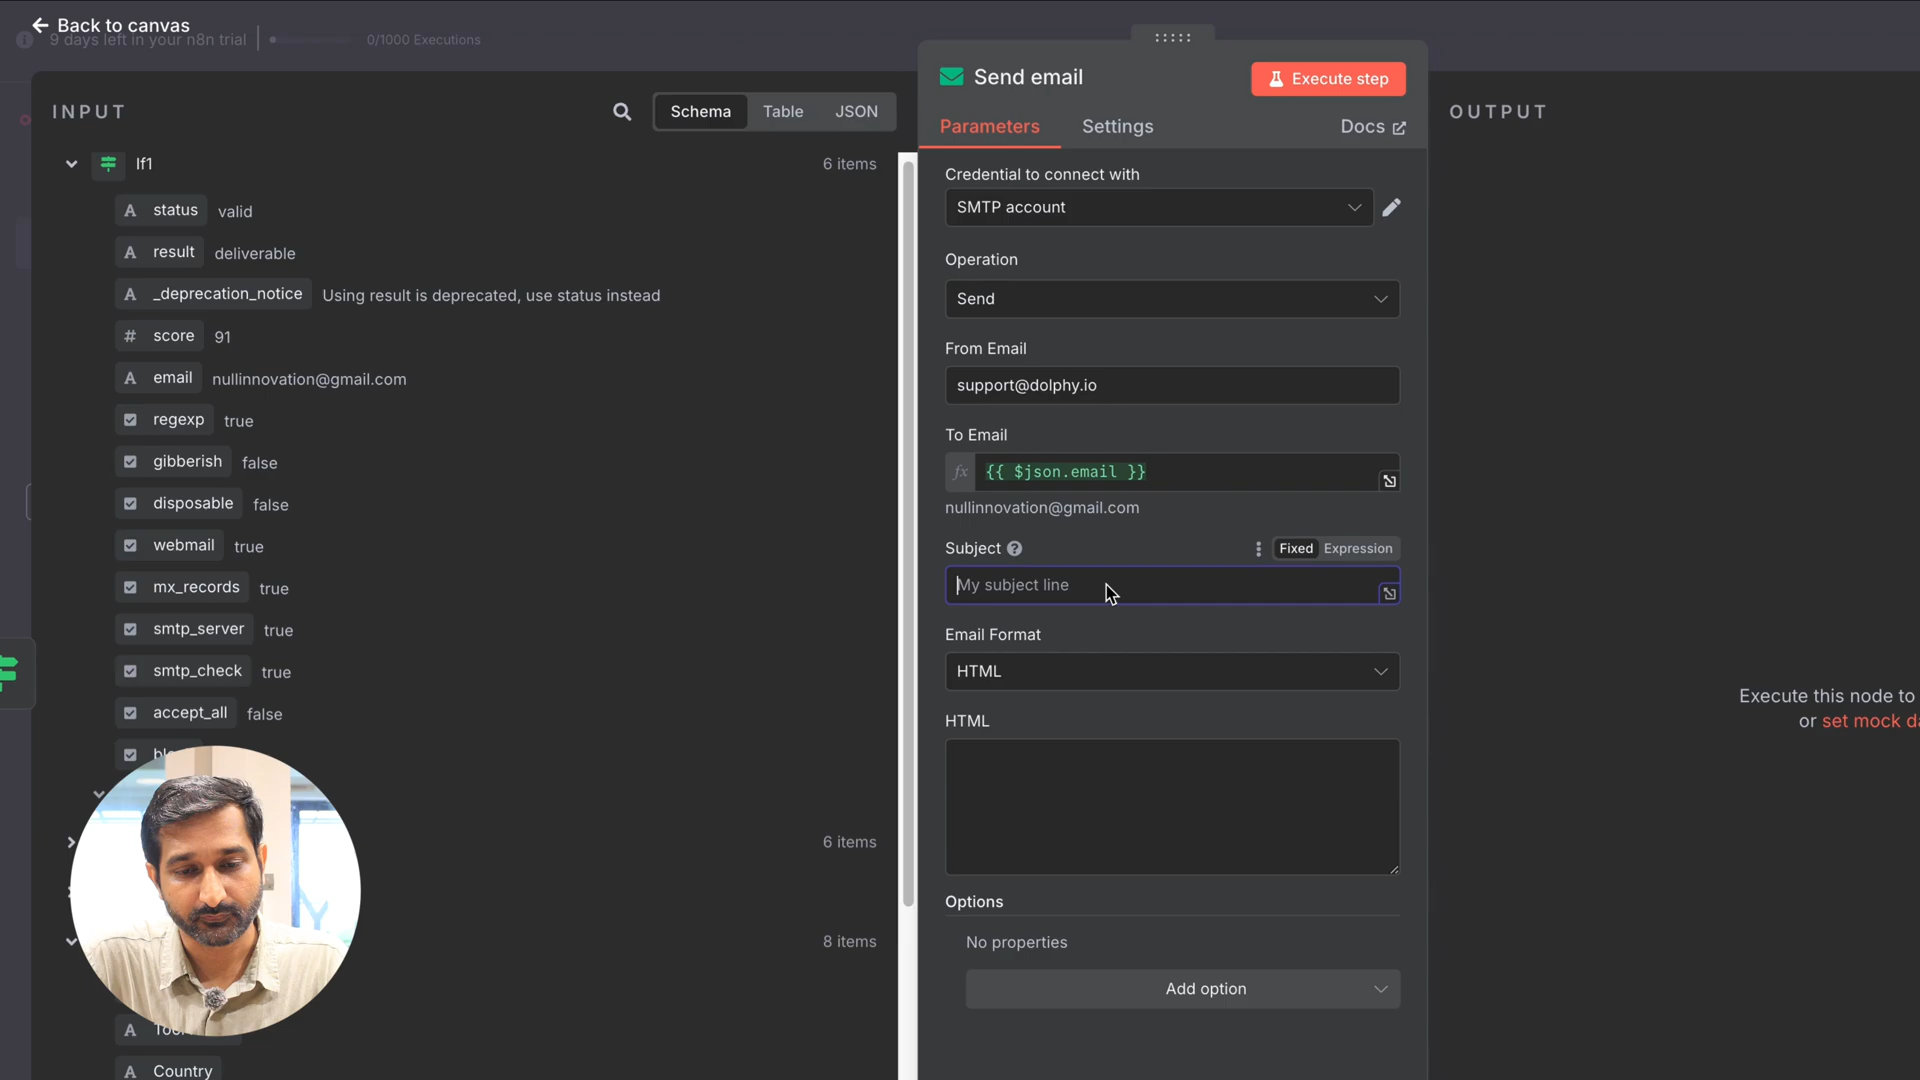 Back to canvas
9 days left in your n8n trial
0/1000 Executions
INPUT
Schema
Table
JSON
If1
6 items
status
valid
result
deliverable
_deprecation_notice
Using result is deprecated, use status instead
score
91
email
nullinnovation@gmail.com
regexp
true
gibberish
false
disposable
false
webmail
true
mx_records
true
smtp_server
true
smtp_check
true
accept_all
false
6 items
8 items
Country
Send email
Execute step
Parameters
Settings
Docs
Credential to connect with
SMTP account
Operation
Send
From Email
support@dolphy.io
To Email
fx
{{ $json.email }}
nullinnovation@gmail.com
Subject
Fixed
Expression
My subject line
Email Format
HTML
HTML
Options
No properties
Add option
OUTPUT
Execute this node to
or set mock da